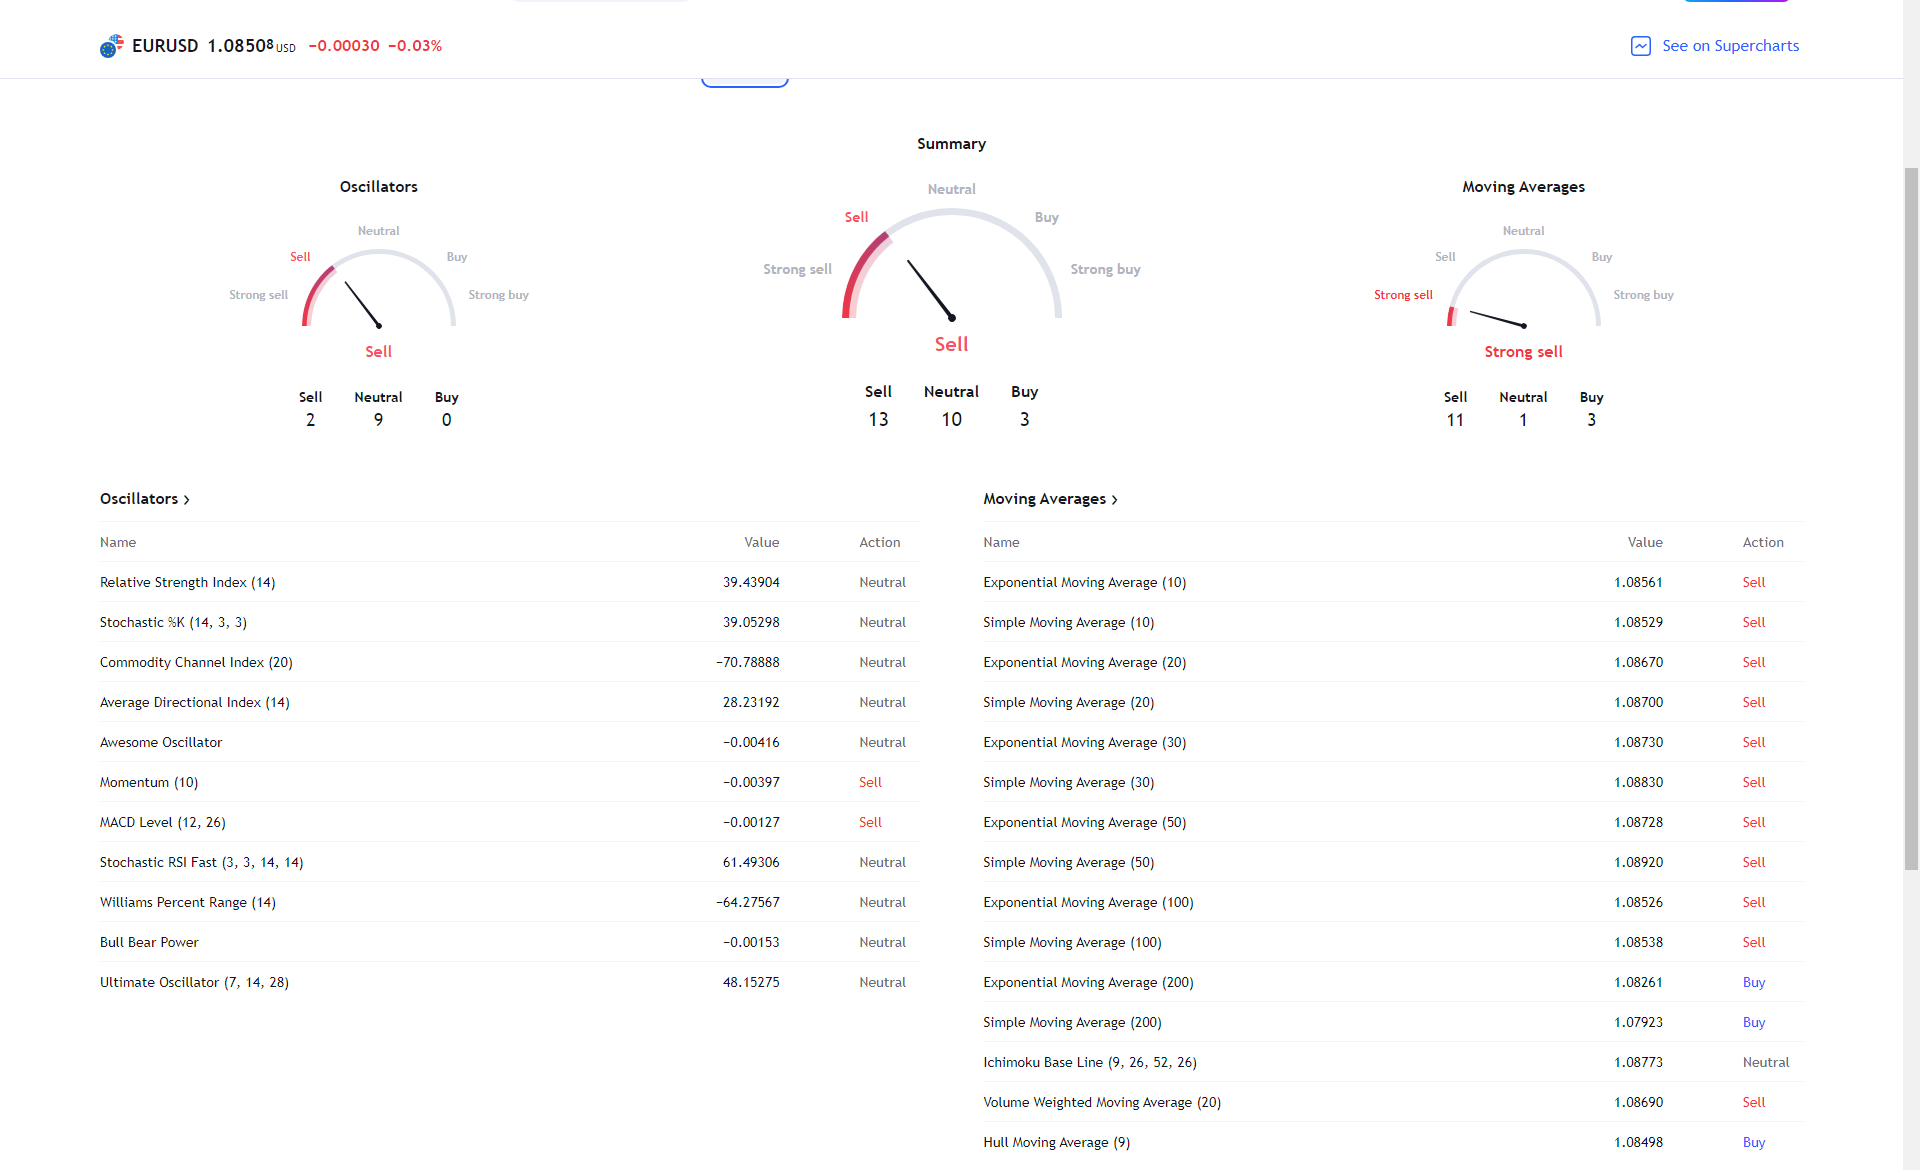 EURUSD 1.08508 USD −0.00030 −0.03% See on Supercharts
Summary
Oscillators
Moving Averages
Neutral
Sell
Buy
Strong sell
Strong buy
Sell
Neutral
Sell
Buy
Strong sell
Strong buy
Sell
Neutral
Sell
Buy
Strong sell
Strong buy
Strong sell
Sell Neutral Buy
2 9 0
Sell Neutral Buy
13 10 3
Sell Neutral Buy
11 1 3
Oscillators ›
Name Value Action
Relative Strength Index (14) 39.43904 Neutral
Stochastic %K (14, 3, 3) 39.05298 Neutral
Commodity Channel Index (20) −70.78888 Neutral
Average Directional Index (14) 28.23192 Neutral
Awesome Oscillator −0.00416 Neutral
Momentum (10) −0.00397 Sell
MACD Level (12, 26) −0.00127 Sell
Stochastic RSI Fast (3, 3, 14, 14) 61.49306 Neutral
Williams Percent Range (14) −64.27567 Neutral
Bull Bear Power −0.00153 Neutral
Ultimate Oscillator (7, 14, 28) 48.15275 Neutral
Moving Averages ›
Name Value Action
Exponential Moving Average (10) 1.08561 Sell
Simple Moving Average (10) 1.08529 Sell
Exponential Moving Average (20) 1.08670 Sell
Simple Moving Average (20) 1.08700 Sell
Exponential Moving Average (30) 1.08730 Sell
Simple Moving Average (30) 1.08830 Sell
Exponential Moving Average (50) 1.08728 Sell
Simple Moving Average (50) 1.08920 Sell
Exponential Moving Average (100) 1.08526 Sell
Simple Moving Average (100) 1.08538 Sell
Exponential Moving Average (200) 1.08261 Buy
Simple Moving Average (200) 1.07923 Buy
Ichimoku Base Line (9, 26, 52, 26) 1.08773 Neutral
Volume Weighted Moving Average (20) 1.08690 Sell
Hull Moving Average (9) 1.08498 Buy